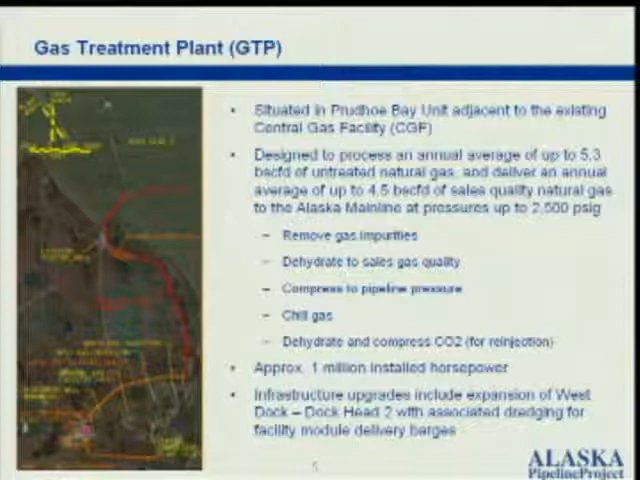 Gas Treatment Plant (GTP)
• Situated in Prudhoe Bay Unit adjacent to the existing
Central Gas Facility (CGF)
• Designed to process an annual average of up to 5.3
bscfd of untreated natural gas, and deliver an annual
average of up to 4.5 bscfd of sales quality natural gas
to the Alaska Mainline at pressures up to 2,500 psig
– Remove gas impurities
– Dehydrate to sales gas quality
– Compress to pipeline pressure
– Chill gas
– Dehydrate and compress CO2 (for reinjection)
• Approx. 1 million installed horsepower
• Infrastructure upgrades include expansion of West
Dock – Dock Head 2 with associated dredging for
facility module delivery barges
ALASKA
PipelineProject